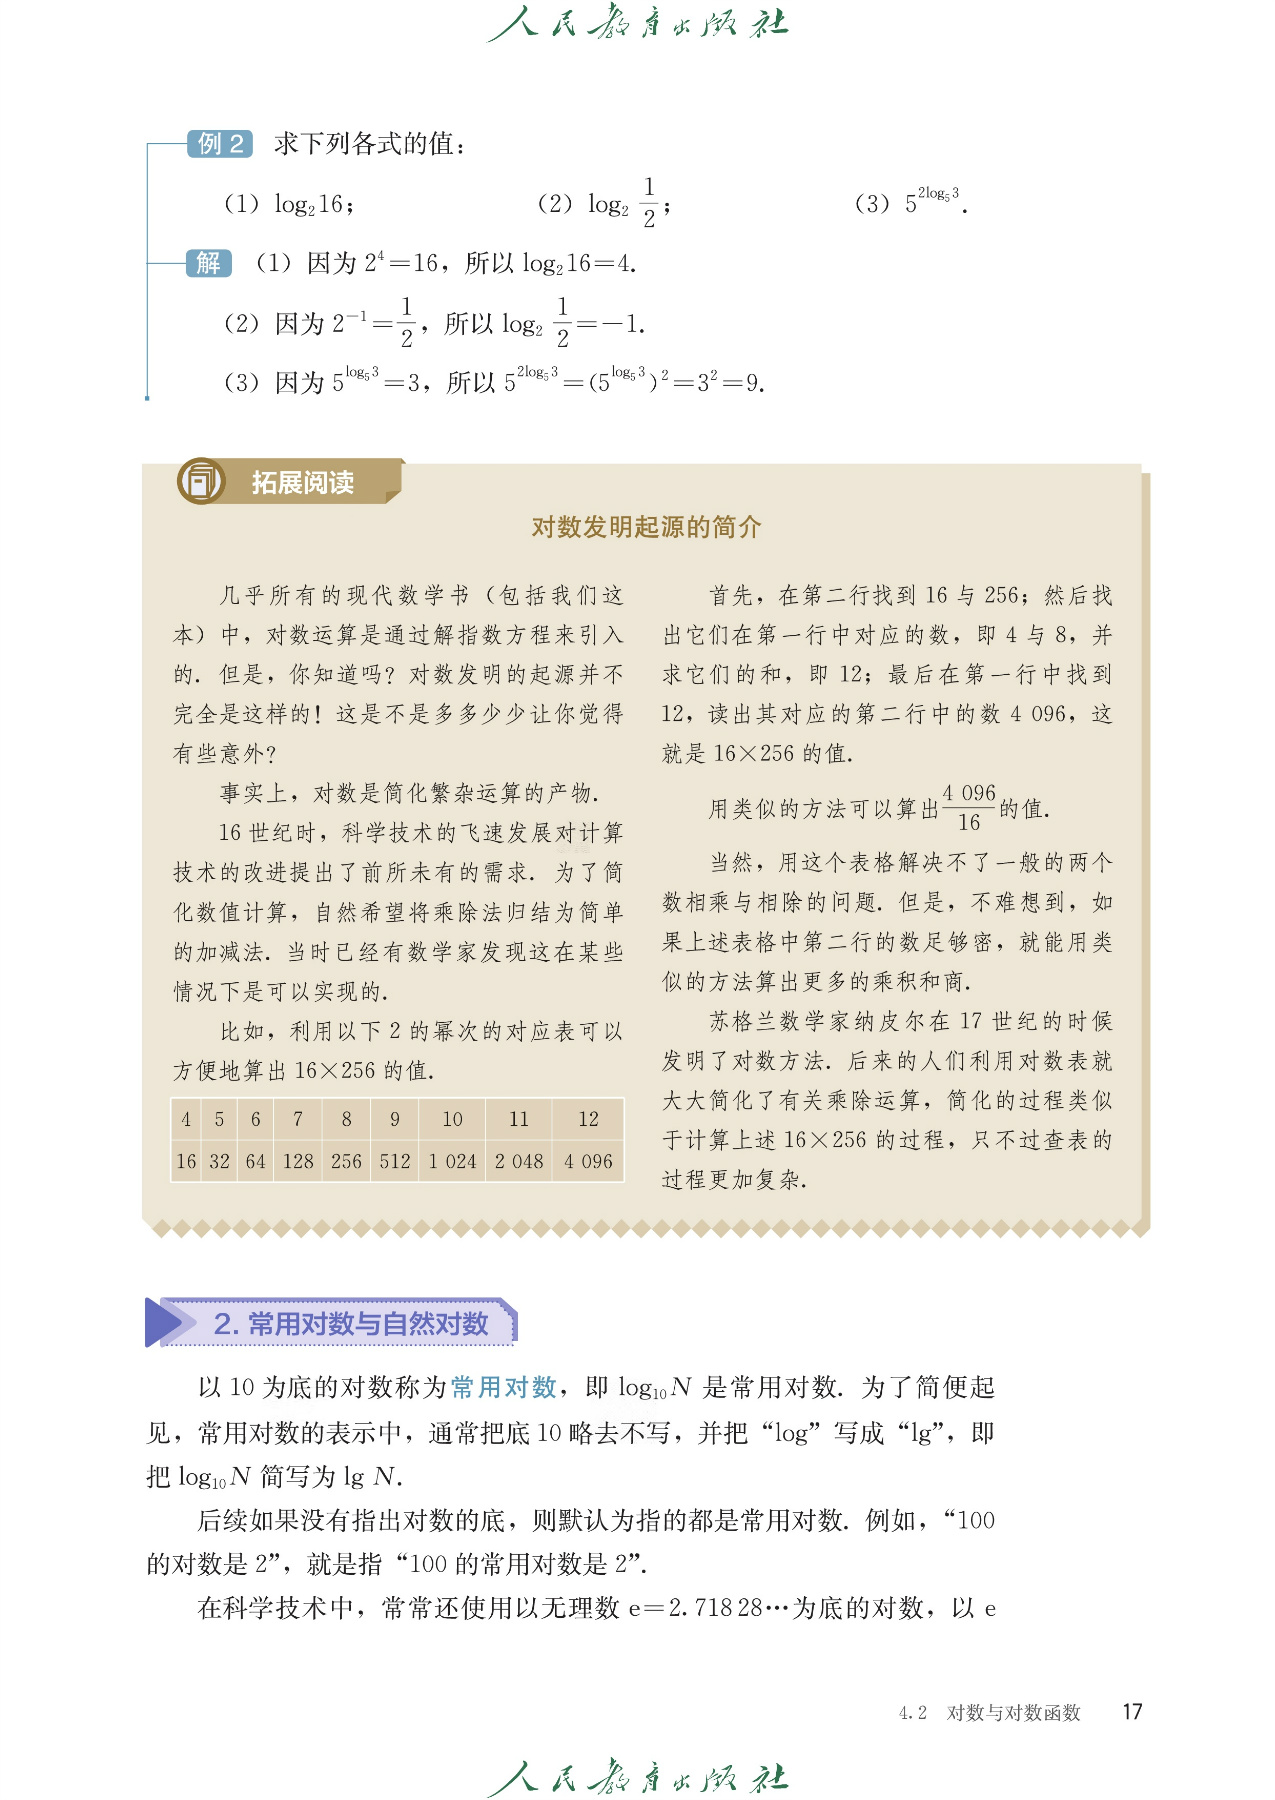 人民教育出版社
例2 求下列各式的值：
（1）log₂16； （2）log₂ 1/2； （3）5^(2log₅3).
解 （1）因为 2⁴＝16，所以 log₂16＝4.
（2）因为 2⁻¹＝1/2，所以 log₂ 1/2＝－1.
（3）因为 5^(log₅3)＝3，所以 5^(2log₅3)＝(5^(log₅3))²＝3²＝9.
拓展阅读
对数发明起源的简介
几乎所有的现代数学书（包括我们这
本）中，对数运算是通过解指数方程来引入
的. 但是，你知道吗？对数发明的起源并不
完全是这样的！这是不是多多少少让你觉得
有些意外？
事实上，对数是简化繁杂运算的产物.
16 世纪时，科学技术的飞速发展对计算
技术的改进提出了前所未有的需求. 为了简
化数值计算，自然希望将乘除法归结为简单
的加减法. 当时已经有数学家发现这在某些
情况下是可以实现的.
比如，利用以下 2 的幂次的对应表可以
方便地算出 16×256 的值.
4 5 6 7 8 9 10 11 12
16 32 64 128 256 512 1 024 2 048 4 096
首先，在第二行找到 16 与 256；然后找
出它们在第一行中对应的数，即 4 与 8，并
求它们的和，即 12；最后在第一行中找到
12，读出其对应的第二行中的数 4 096，这
就是 16×256 的值.
用类似的方法可以算出 4 096/16 的值.
当然，用这个表格解决不了一般的两个
数相乘与相除的问题. 但是，不难想到，如
果上述表格中第二行的数足够密，就能用类
似的方法算出更多的乘积和商.
苏格兰数学家纳皮尔在 17 世纪的时候
发明了对数方法. 后来的人们利用对数表就
大大简化了有关乘除运算，简化的过程类似
于计算上述 16×256 的过程，只不过查表的
过程更加复杂.
2. 常用对数与自然对数
以 10 为底的对数称为常用对数，即 log₁₀N 是常用对数. 为了简便起
见，常用对数的表示中，通常把底 10 略去不写，并把“log”写成“lg”，即
把 log₁₀N 简写为 lg N.
后续如果没有指出对数的底，则默认为指的都是常用对数. 例如，“100
的对数是 2”，就是指“100 的常用对数是 2”.
在科学技术中，常常还使用以无理数 e＝2.718 28…为底的对数，以 e
4.2 对数与对数函数 17
人民教育出版社